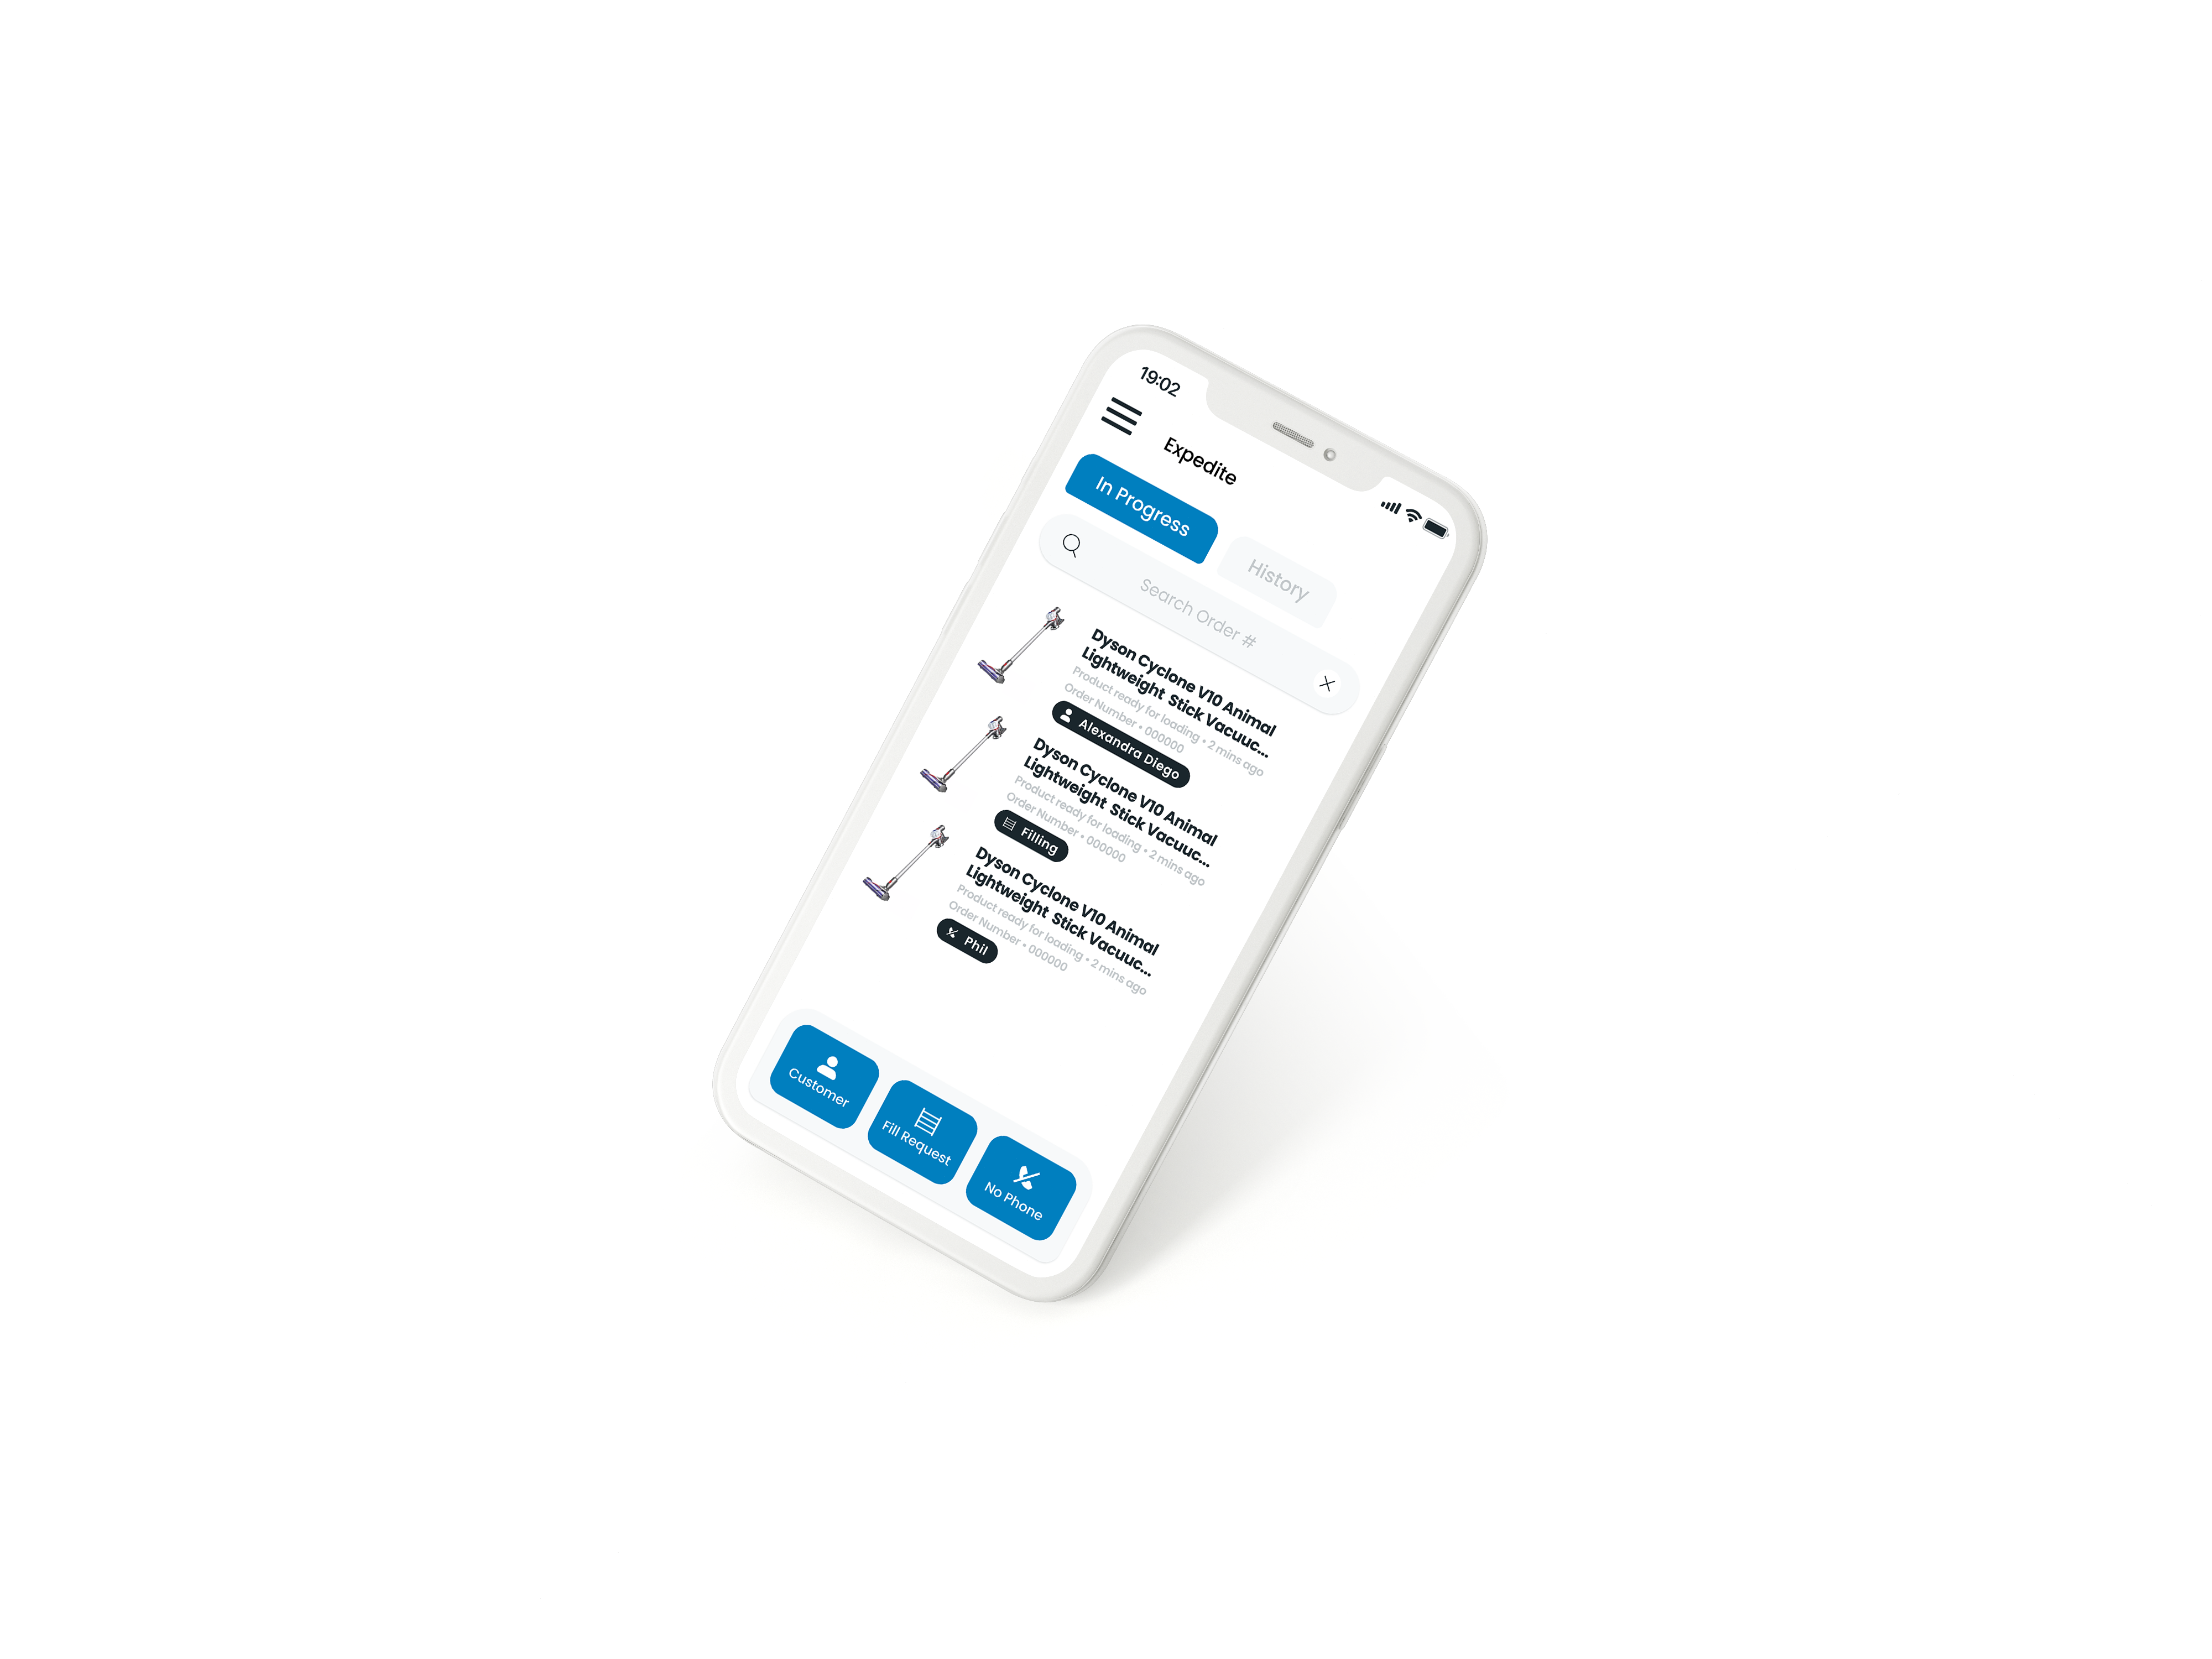 19:02
Expedite
In Progress
History
Search Order #
Dyson Cyclone V10 Animal
Lightweight Stick Vacuuc...
Product ready for loading • 2 mins ago
Order Number • 000000
Alexandra Diego
Dyson Cyclone V10 Animal
Lightweight Stick Vacuuc...
Product ready for loading • 2 mins ago
Order Number • 000000
Filling
Dyson Cyclone V10 Animal
Lightweight Stick Vacuuc...
Product ready for loading • 2 mins ago
Order Number • 000000
Phil
Customer
Fill Request
No Phone